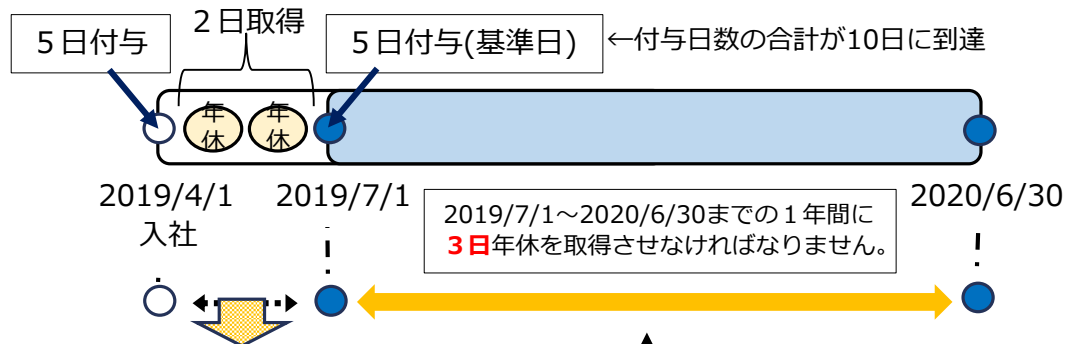 ２日取得
５日付与
５日付与(基準日)
←付与日数の合計が10日に到達
年休
年休
2019/4/1
入社
2019/7/1
2020/6/30
2019/7/1～2020/6/30までの１年間に
３日年休を取得させなければなりません。